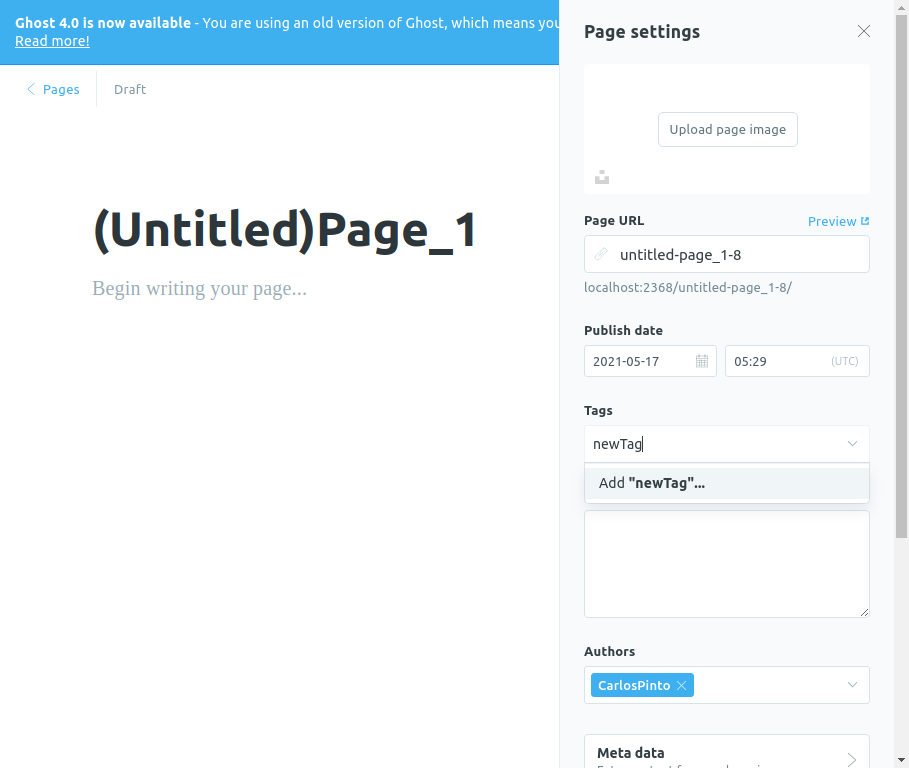 Ghost 4.0 is now available - You are using an old version of Ghost, which means you
Read more!
Pages
Draft
(Untitled)Page_1
Begin writing your page...
Page settings
Upload page image
Page URL
Preview
untitled-page_1-8
localhost:2368/untitled-page_1-8/
Publish date
2021-05-17
05:29
(UTC)
Tags
newTag
Add "newTag"...
Authors
CarlosPinto
Meta data